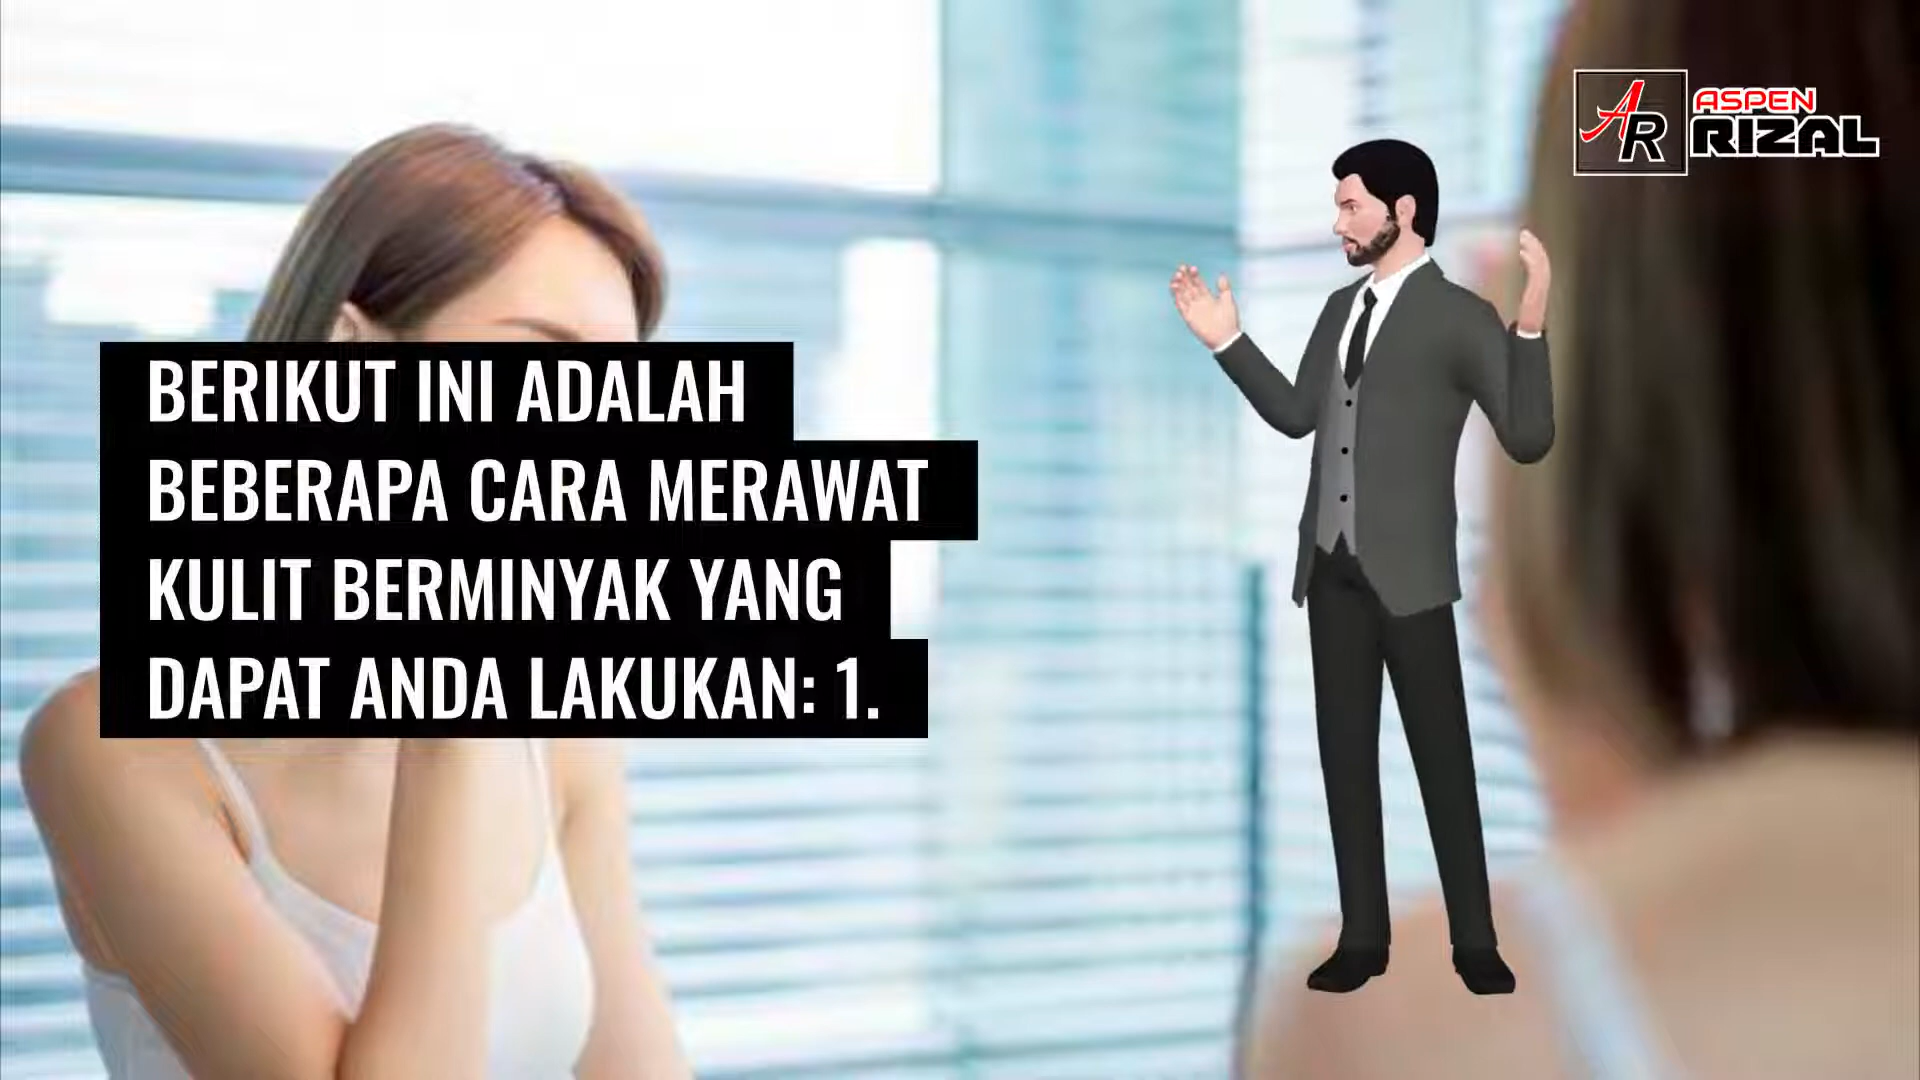 BERIKUT INI ADALAH
BEBERAPA CARA MERAWAT
KULIT BERMINYAK YANG
DAPAT ANDA LAKUKAN: 1.
AR
ASPEN
RIZAL